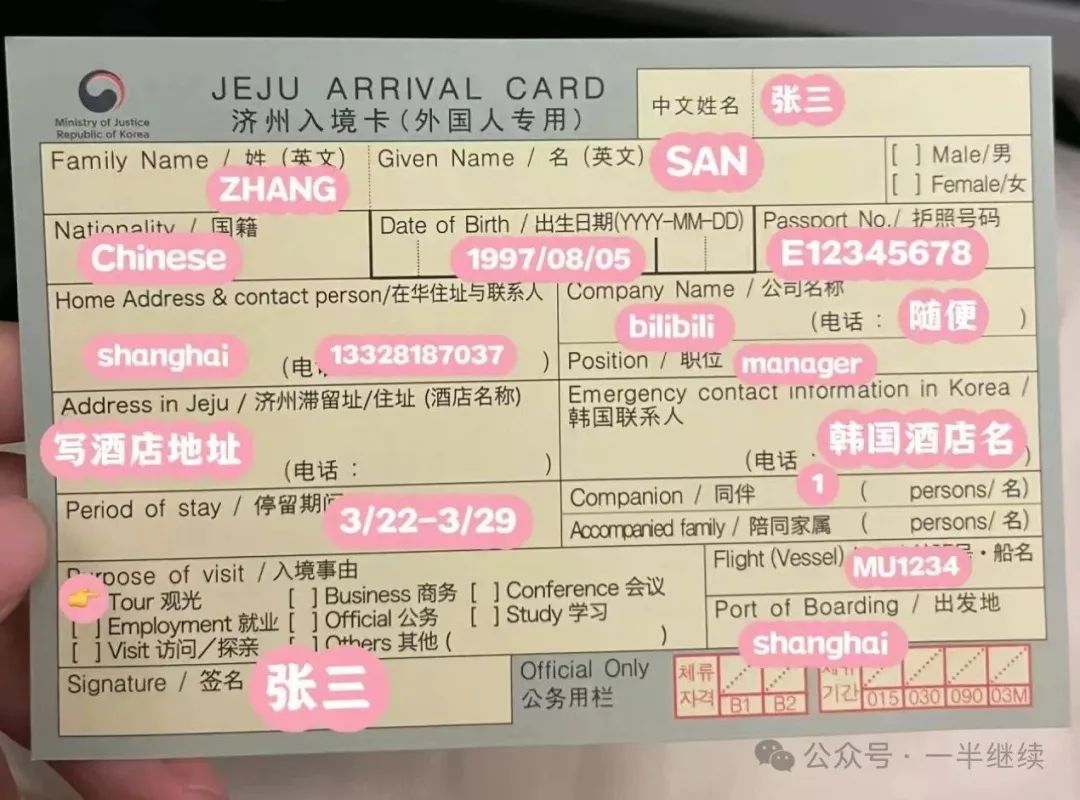 JEJU ARRIVAL CARD
济州入境卡(外国人专用)
Ministry of Justice
Republic of Korea
中文姓名 张三
Family Name / 姓 (英文) ZHANG
Given Name / 名 (英文) SAN
[ ] Male/男
[ ] Female/女
Nationality / 国籍 Chinese
Date of Birth / 出生日期(YYYY-MM-DD) 1997/08/05
Passport No./ 护照号码 E12345678
Home Address & contact person/在华住址与联系人
shanghai (电话 13328187037 )
Company Name / 公司名称
bilibili (电话 : 随便 )
Position / 职位 manager
Address in Jeju / 济州滞留址/住址 (酒店名称)
写酒店地址 (电话 : )
Emergency contact information in Korea /
韩国联系人
(电话 : 韩国酒店名 )
Period of stay / 停留期间 3/22-3/29
Companion / 同伴 1 ( persons/ 名)
Accompanied family / 陪同家属 ( persons/ 名)
Purpose of visit / 入境事由
👉 Tour 观光 [ ] Business 商务 [ ] Conference 会议
[ ] Employment 就业 [ ] Official 公务 [ ] Study 学习
[ ] Visit 访问/探亲 [ ] Others 其他 ( )
Flight (Vessel) MU1234 ·船名
Port of Boarding / 出发地
shanghai
Signature / 签名 张三
Official Only
公务用栏
체류
자격 B1 B2
체류
기간 015 030 090 03M
公众号·一半继续